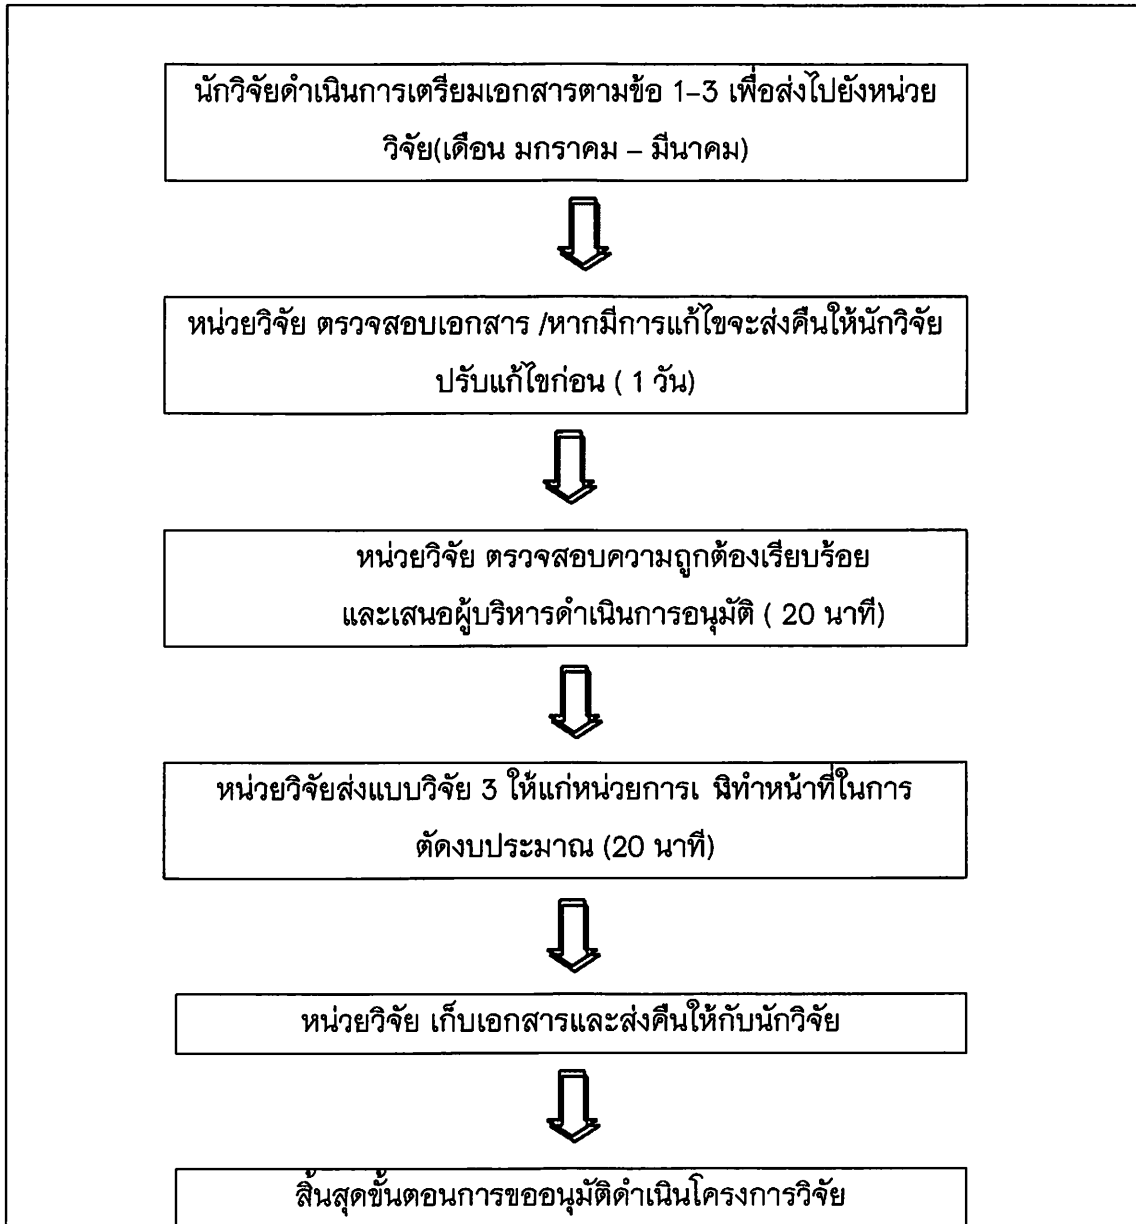 นักวิจัยดำเนินการเตรียมเอกสารตามข้อ 1–3 เพื่อส่งไปยังหน่วย
วิจัย(เดือน มกราคม – มีนาคม)
หน่วยวิจัย ตรวจสอบเอกสาร /หากมีการแก้ไขจะส่งคืนให้นักวิจัย
ปรับแก้ไขก่อน ( 1 วัน)
หน่วยวิจัย ตรวจสอบความถูกต้องเรียบร้อย
และเสนอผู้บริหารดำเนินการอนุมัติ ( 20 นาที)
หน่วยวิจัยส่งแบบวิจัย 3 ให้แก่ ทำหน้าที่ในการ
ตัดงบประมาณ (20 นาที)
หน่วยวิจัย เก็บเอกสารและส่งคืนให้กับนักวิจัย
สิ้นสุดขั้นตอนการขออนุมัติดำเนินโครงการวิจัย